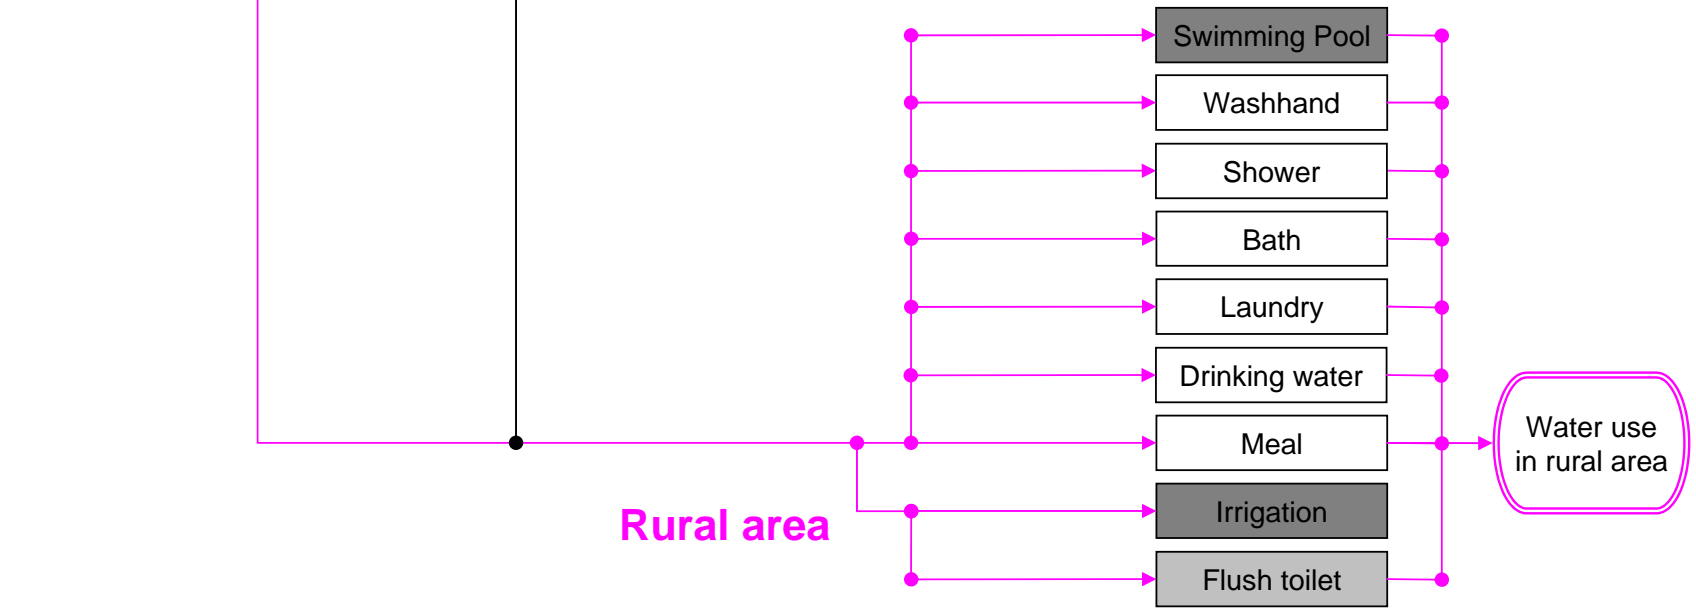 Swimming Pool
Washhand
Shower
Bath
Laundry
Drinking water
Meal
Water use
in rural area
Rural area
Irrigation
Flush toilet